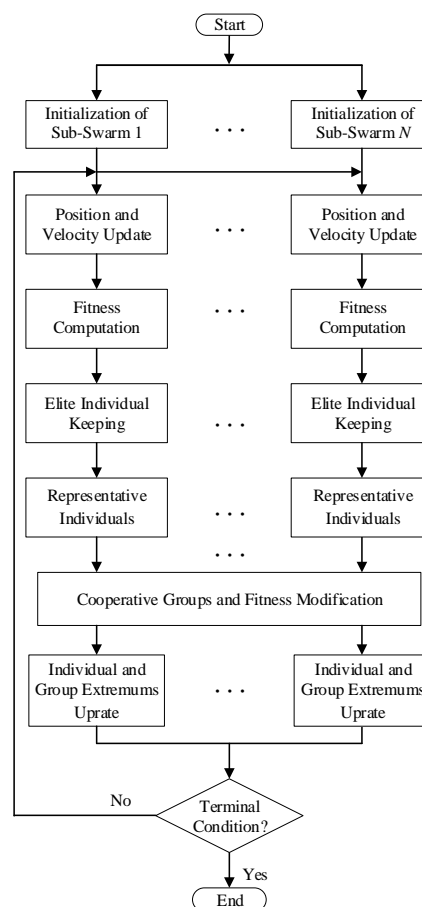 Start
Initialization of
Sub-Swarm 1
. . .
Initialization of
Sub-Swarm N
Position and
Velocity Update
. . .
Position and
Velocity Update
Fitness
Computation
. . .
Fitness
Computation
Elite Individual
Keeping
. . .
Elite Individual
Keeping
Representative
Individuals
. . .
Representative
Individuals
. . .
Cooperative Groups and Fitness Modification
Individual and
Group Extremums
Uprate
. . .
Individual and
Group Extremums
Uprate
No
Terminal
Condition?
Yes
End